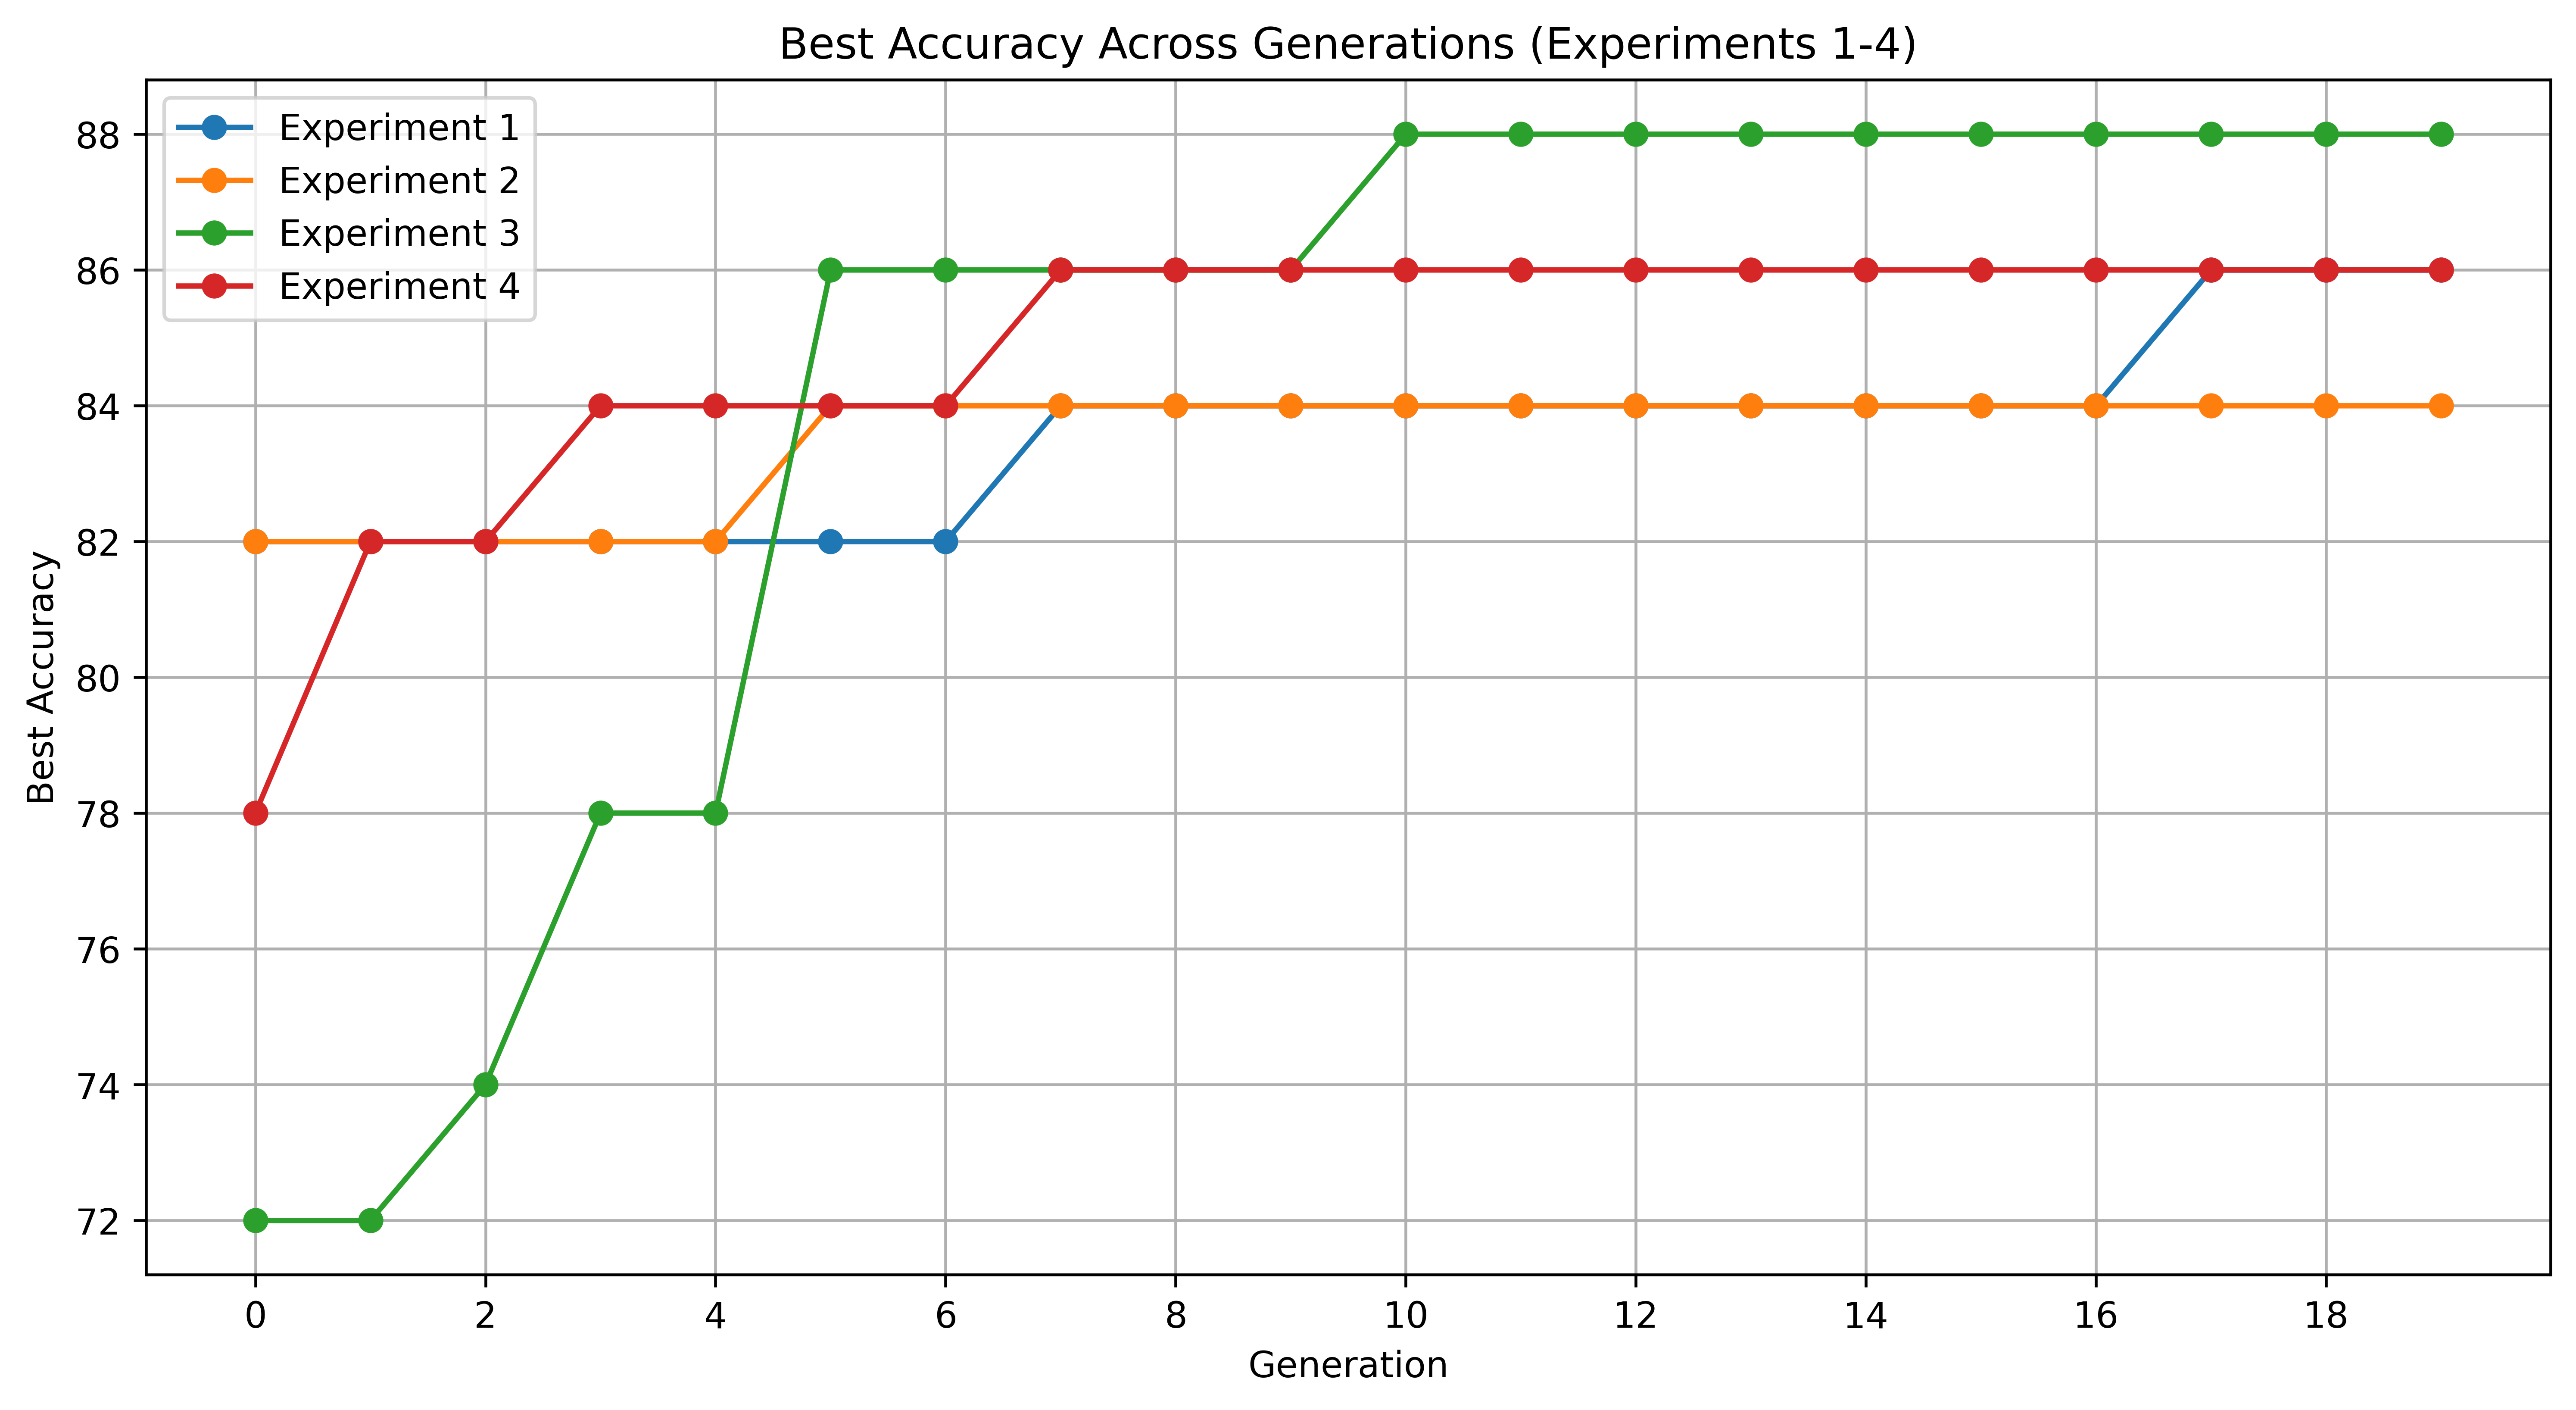 Best Accuracy Across Generations (Experiments 1-4)
Experiment 1
Experiment 2
Experiment 3
Experiment 4
88
86
84
82
80
78
76
74
72
Best Accuracy
0 2 4 6 8 10 12 14 16 18
Generation